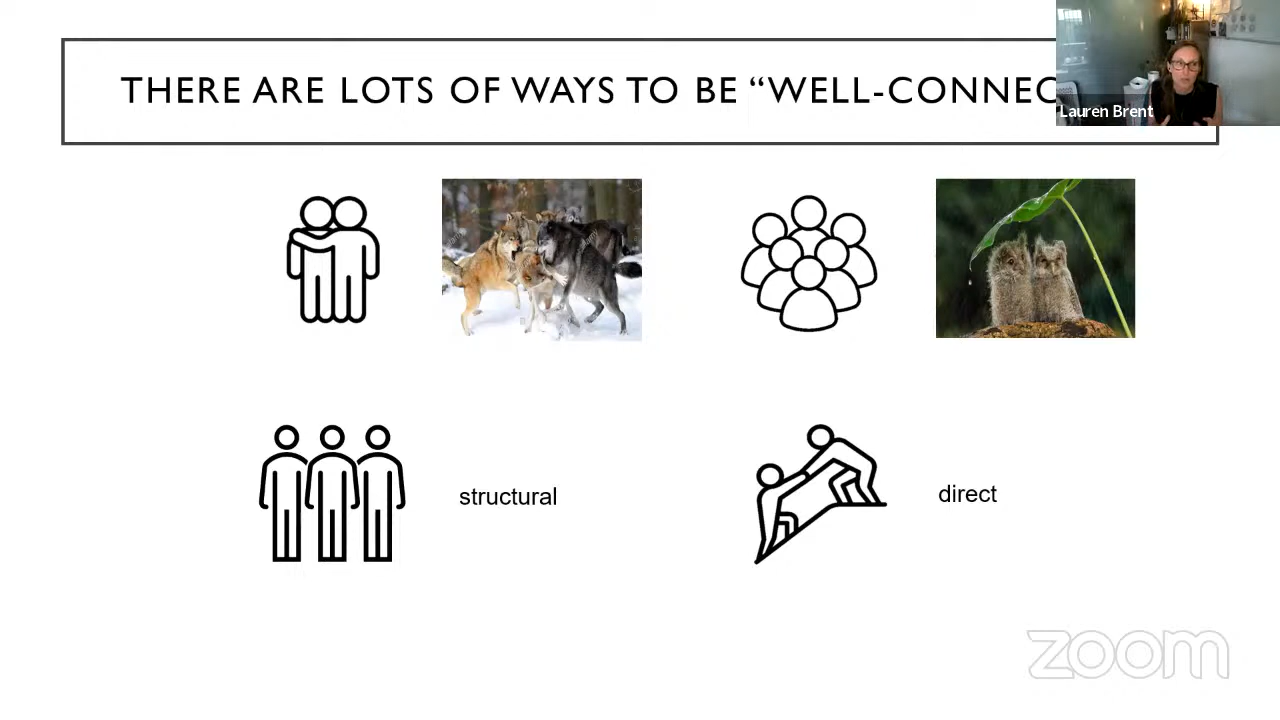 THERE ARE LOTS OF WAYS TO BE “WELL-CONNEC
Lauren Brent
structural
direct
zoom